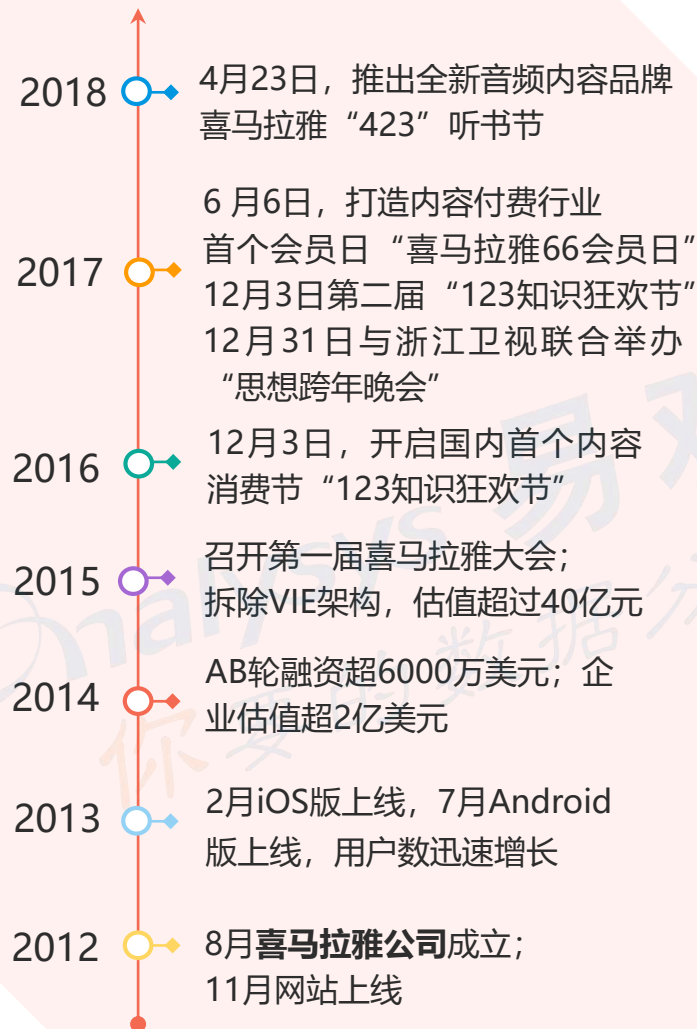 2018
4月23日，推出全新音频内容品牌
喜马拉雅“423”听书节
2017
6 月6日，打造内容付费行业
首个会员日“喜马拉雅66会员日”
12月3日第二届“123知识狂欢节”
12月31日与浙江卫视联合举办
“思想跨年晚会”
2016
12月3日，开启国内首个内容
消费节“123知识狂欢节”
2015
召开第一届喜马拉雅大会；
拆除VIE架构，估值超过40亿元
2014
AB轮融资超6000万美元；企
业估值超2亿美元
2013
2月iOS版上线，7月Android
版上线，用户数迅速增长
2012
8月喜马拉雅公司成立；
11月网站上线
nalysys 易观
你要的数据分